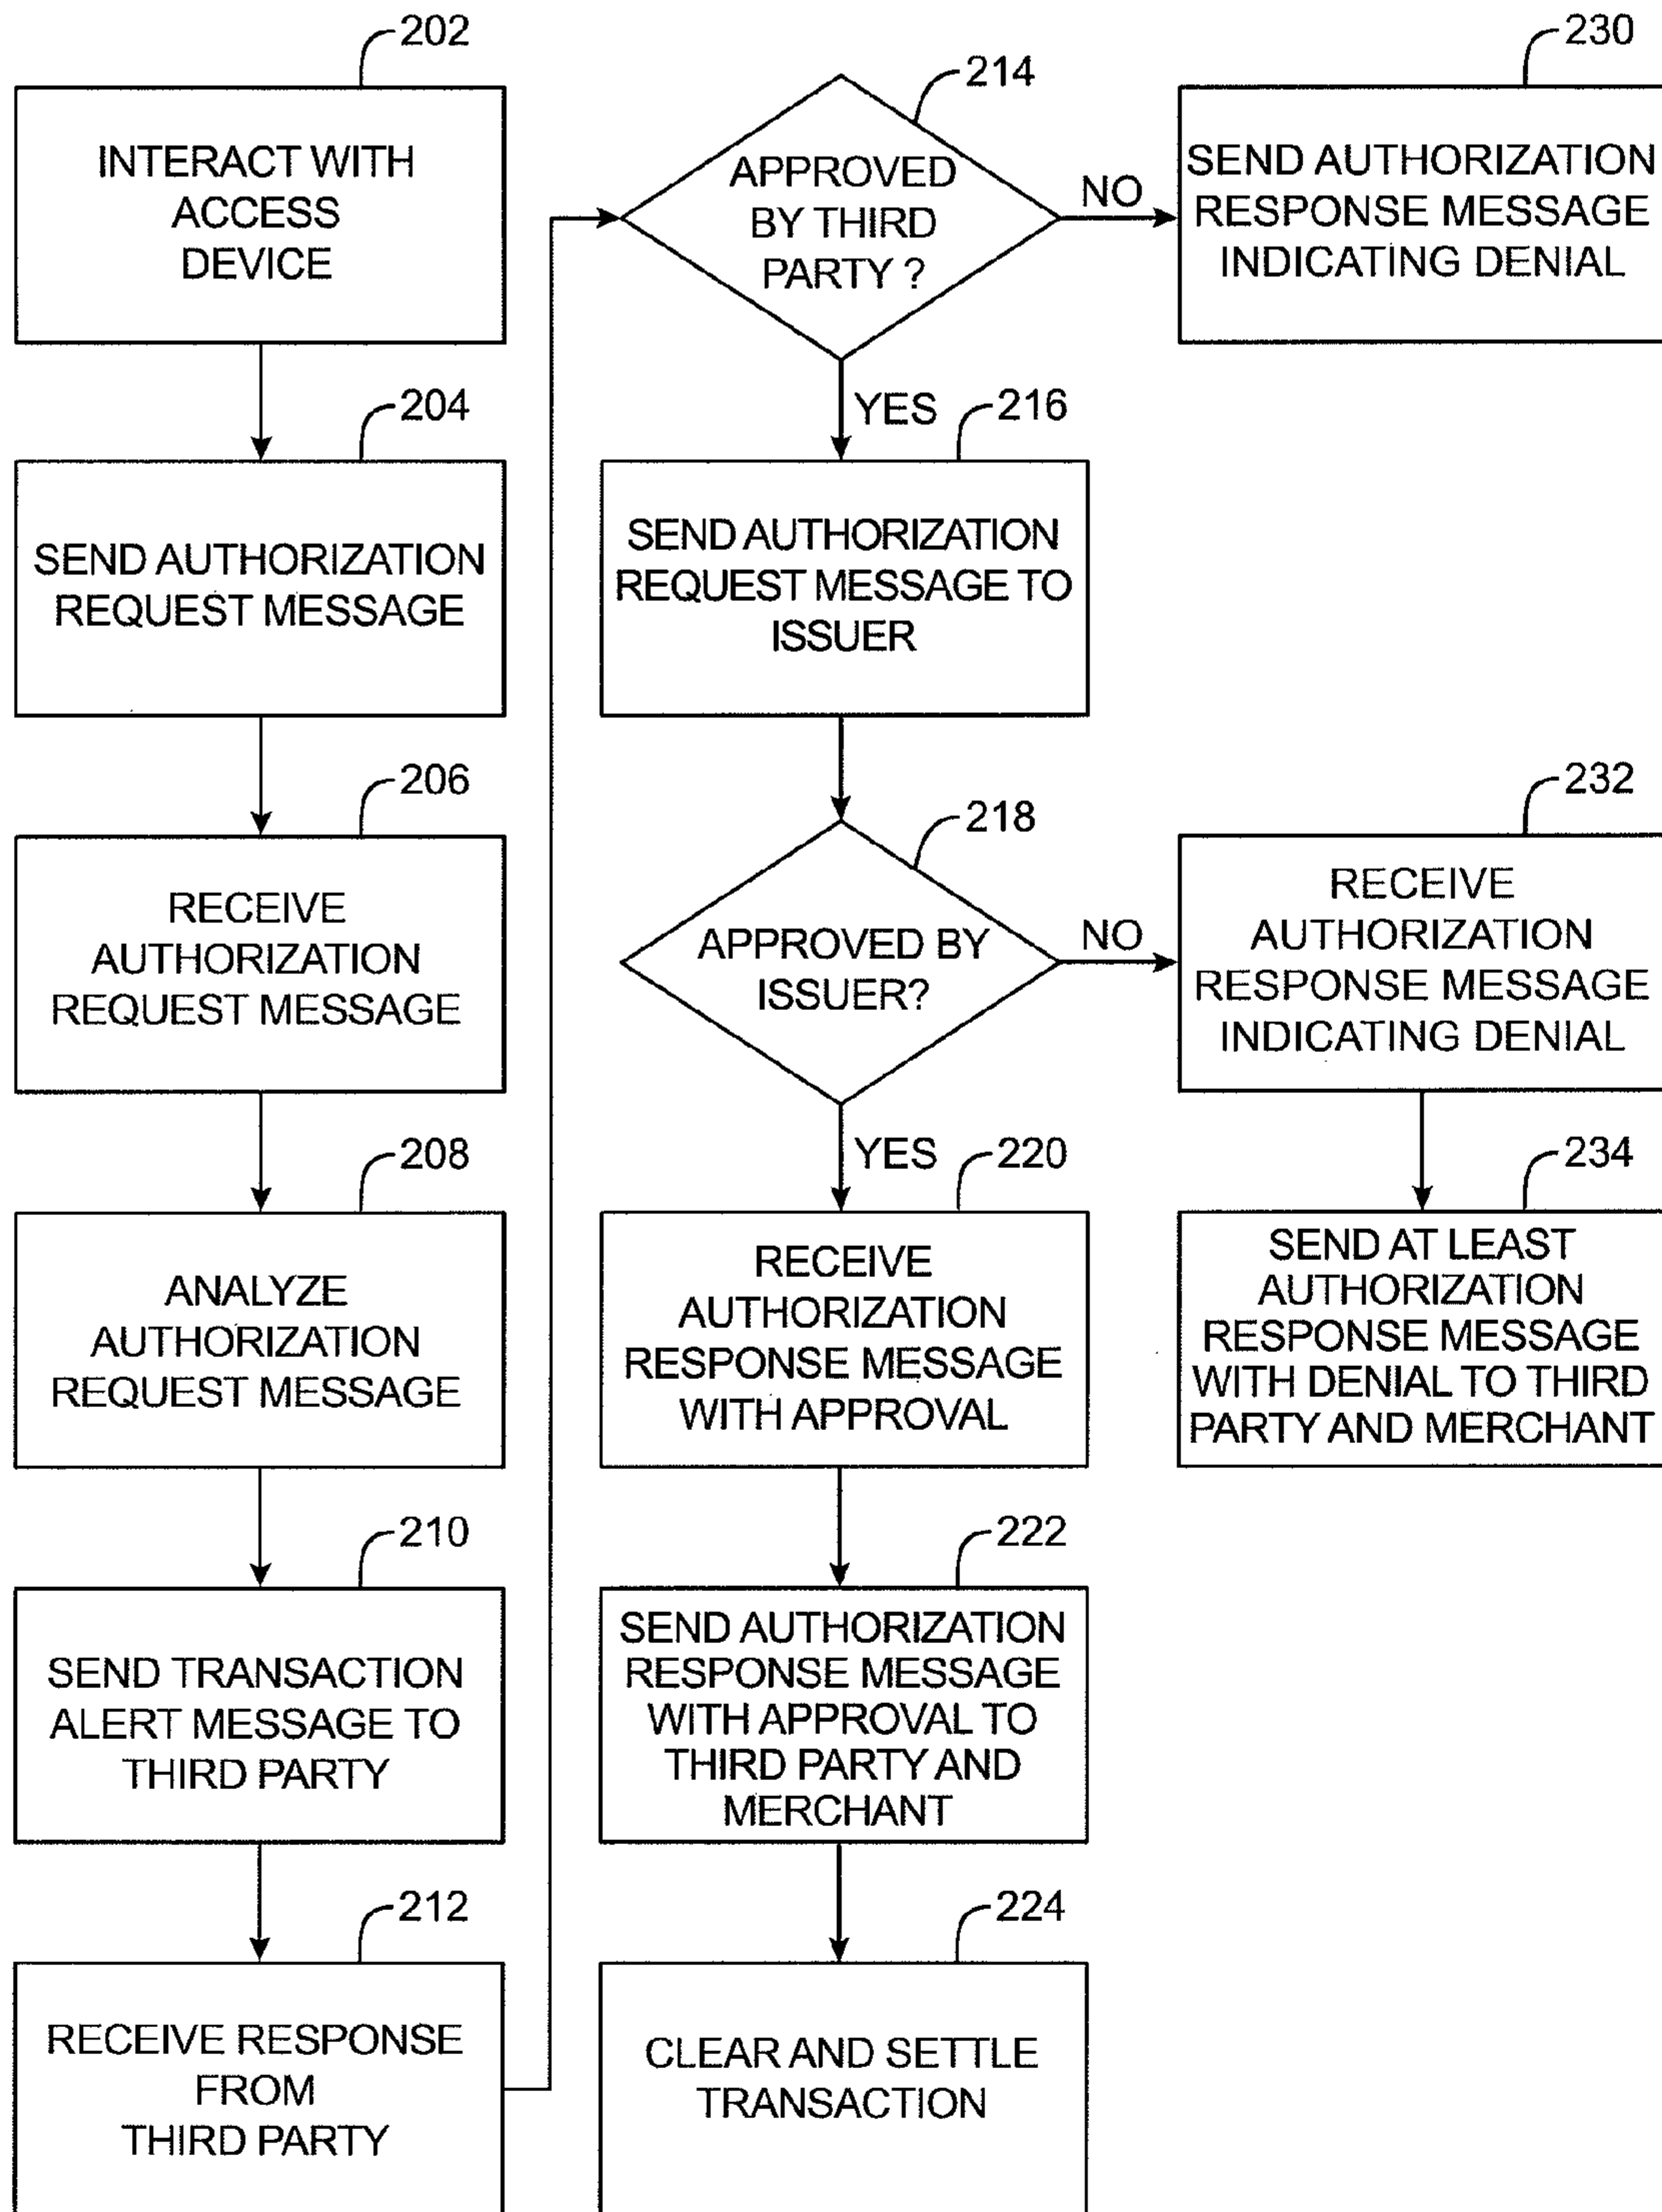 202
INTERACT WITH
ACCESS
DEVICE
204
SEND AUTHORIZATION
REQUEST MESSAGE
206
RECEIVE
AUTHORIZATION
REQUEST MESSAGE
208
ANALYZE
AUTHORIZATION
REQUEST MESSAGE
210
SEND TRANSACTION
ALERT MESSAGE TO
THIRD PARTY
212
RECEIVE RESPONSE
FROM
THIRD PARTY
214
APPROVED
BY THIRD
PARTY ?
NO
YES
216
SEND AUTHORIZATION
REQUEST MESSAGE TO
ISSUER
218
APPROVED BY
ISSUER?
NO
YES
220
RECEIVE
AUTHORIZATION
RESPONSE MESSAGE
WITH APPROVAL
222
SEND AUTHORIZATION
RESPONSE MESSAGE
WITH APPROVAL TO
THIRD PARTY AND
MERCHANT
224
CLEAR AND SETTLE
TRANSACTION
230
SEND AUTHORIZATION
RESPONSE MESSAGE
INDICATING DENIAL
232
RECEIVE
AUTHORIZATION
RESPONSE MESSAGE
INDICATING DENIAL
234
SEND AT LEAST
AUTHORIZATION
RESPONSE MESSAGE
WITH DENIAL TO THIRD
PARTY AND MERCHANT